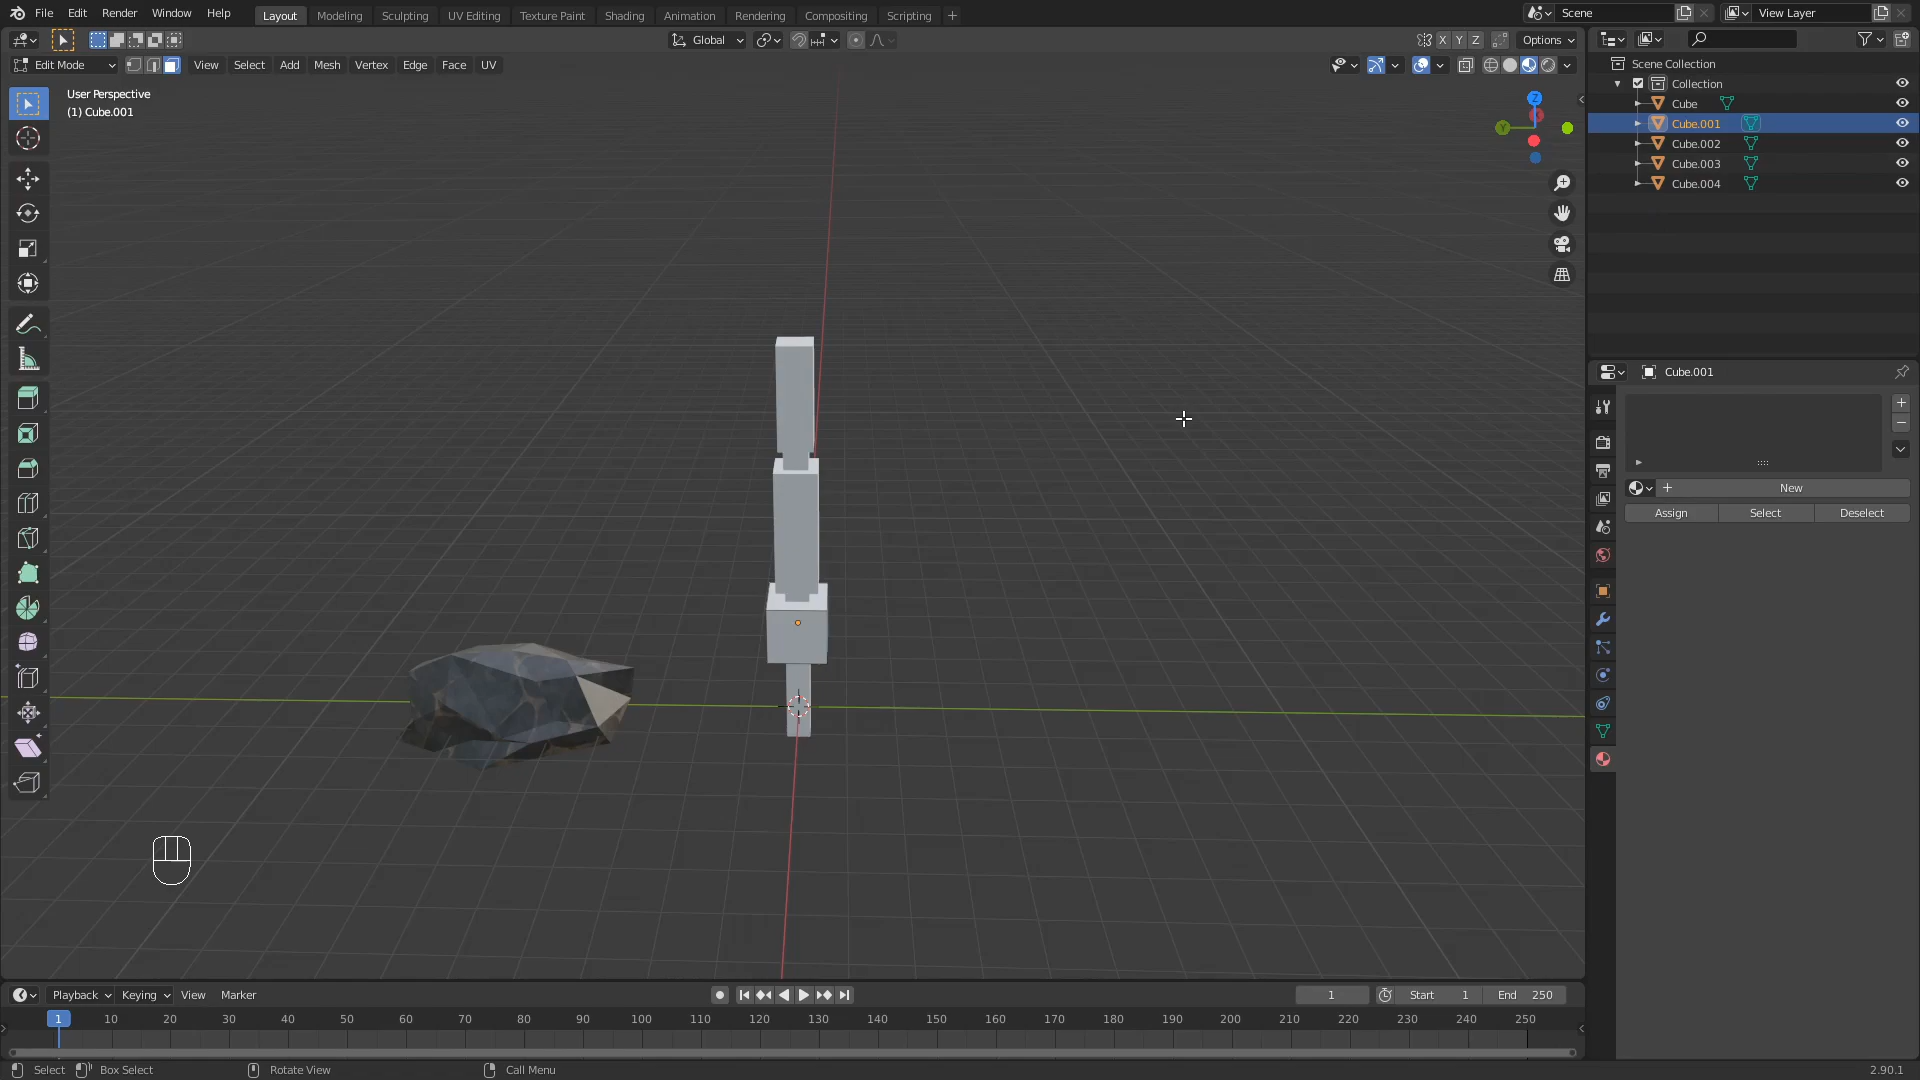 File Edit Render Window Help Layout Modeling Sculpting UV Editing Texture Paint Shading Animation Rendering Compositing Scripting + Scene View Layer
Global X Y Z Options
Edit Mode View Select Add Mesh Vertex Edge Face UV
User Perspective
(1) Cube.001
Z
Y
Scene Collection
Collection
Cube
Cube.001
Cube.002
Cube.003
Cube.004
Cube.001
New
Assign Select Deselect
Playback Keying View Marker 1 Start 1 End 250
1 10 20 30 40 50 60 70 80 90 100 110 120 130 140 150 160 170 180 190 200 210 220 230 240 250
Select Box Select Rotate View Call Menu 2.90.1